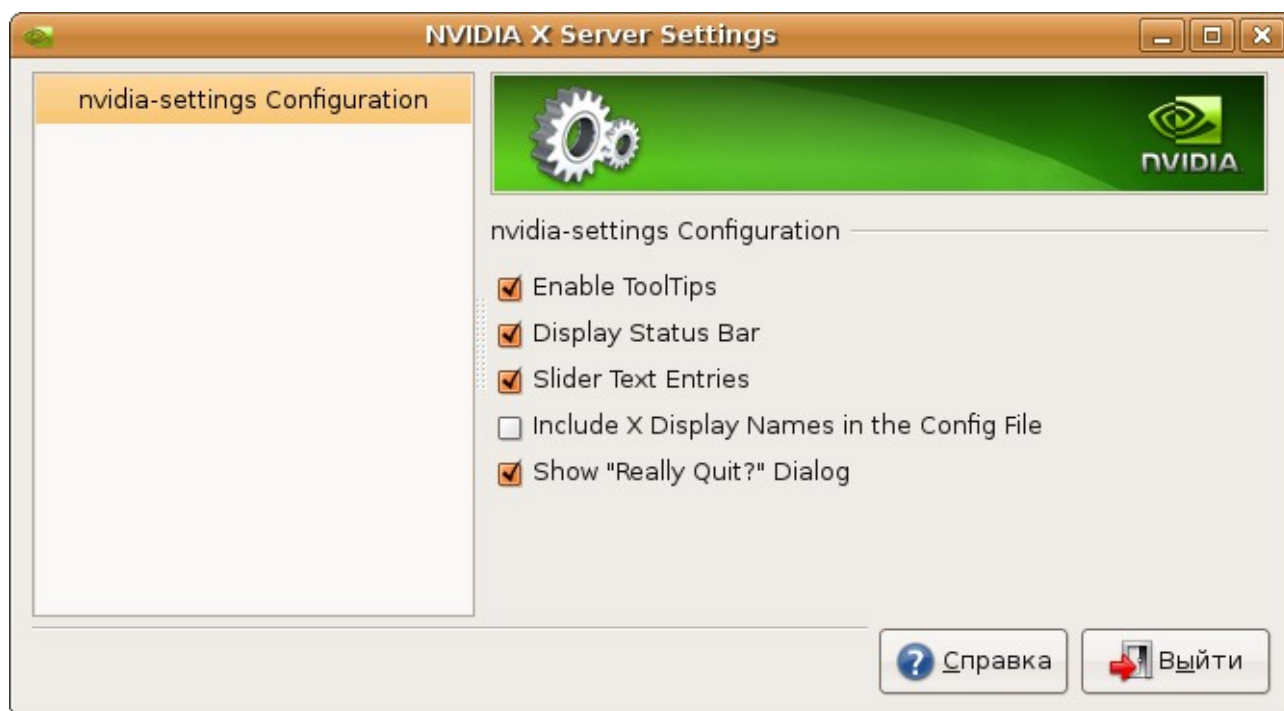 NVIDIA X Server Settings
nvidia-settings Configuration
NVIDIA
nvidia-settings Configuration
Enable ToolTips
Display Status Bar
Slider Text Entries
Include X Display Names in the Config File
Show "Really Quit?" Dialog
Справка
Выйти